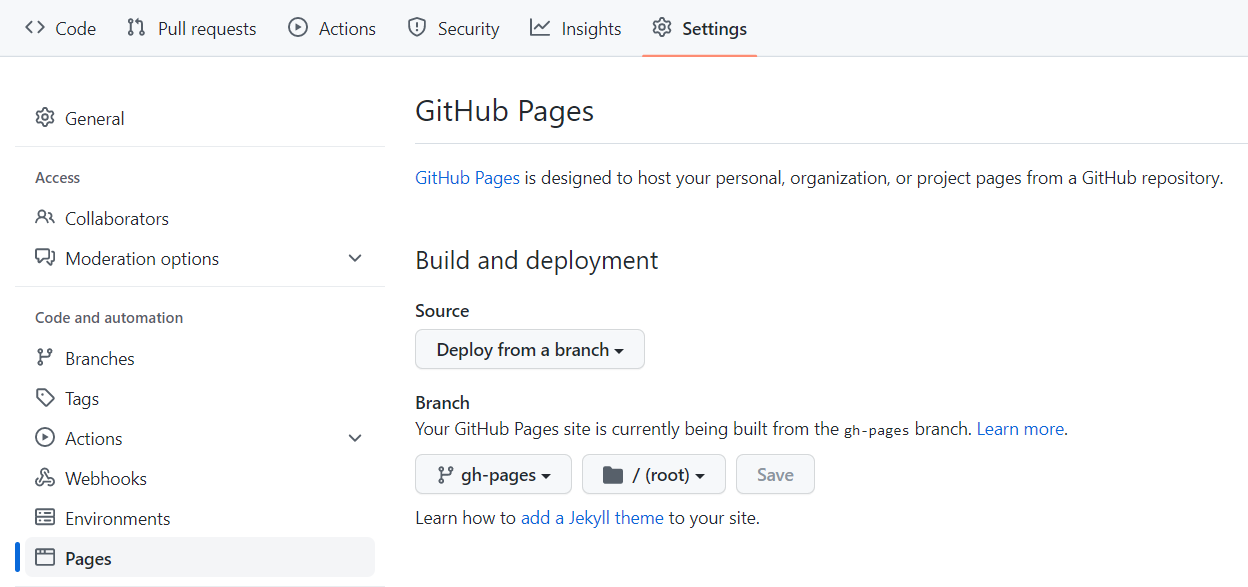 Code Pull requests Actions Security Insights Settings
General
Access
Collaborators
Moderation options
Code and automation
Branches
Tags
Actions
Webhooks
Environments
Pages
GitHub Pages
GitHub Pages is designed to host your personal, organization, or project pages from a GitHub repository.
Build and deployment
Source
Deploy from a branch
Branch
Your GitHub Pages site is currently being built from the gh-pages branch. Learn more.
gh-pages / (root) Save
Learn how to add a Jekyll theme to your site.